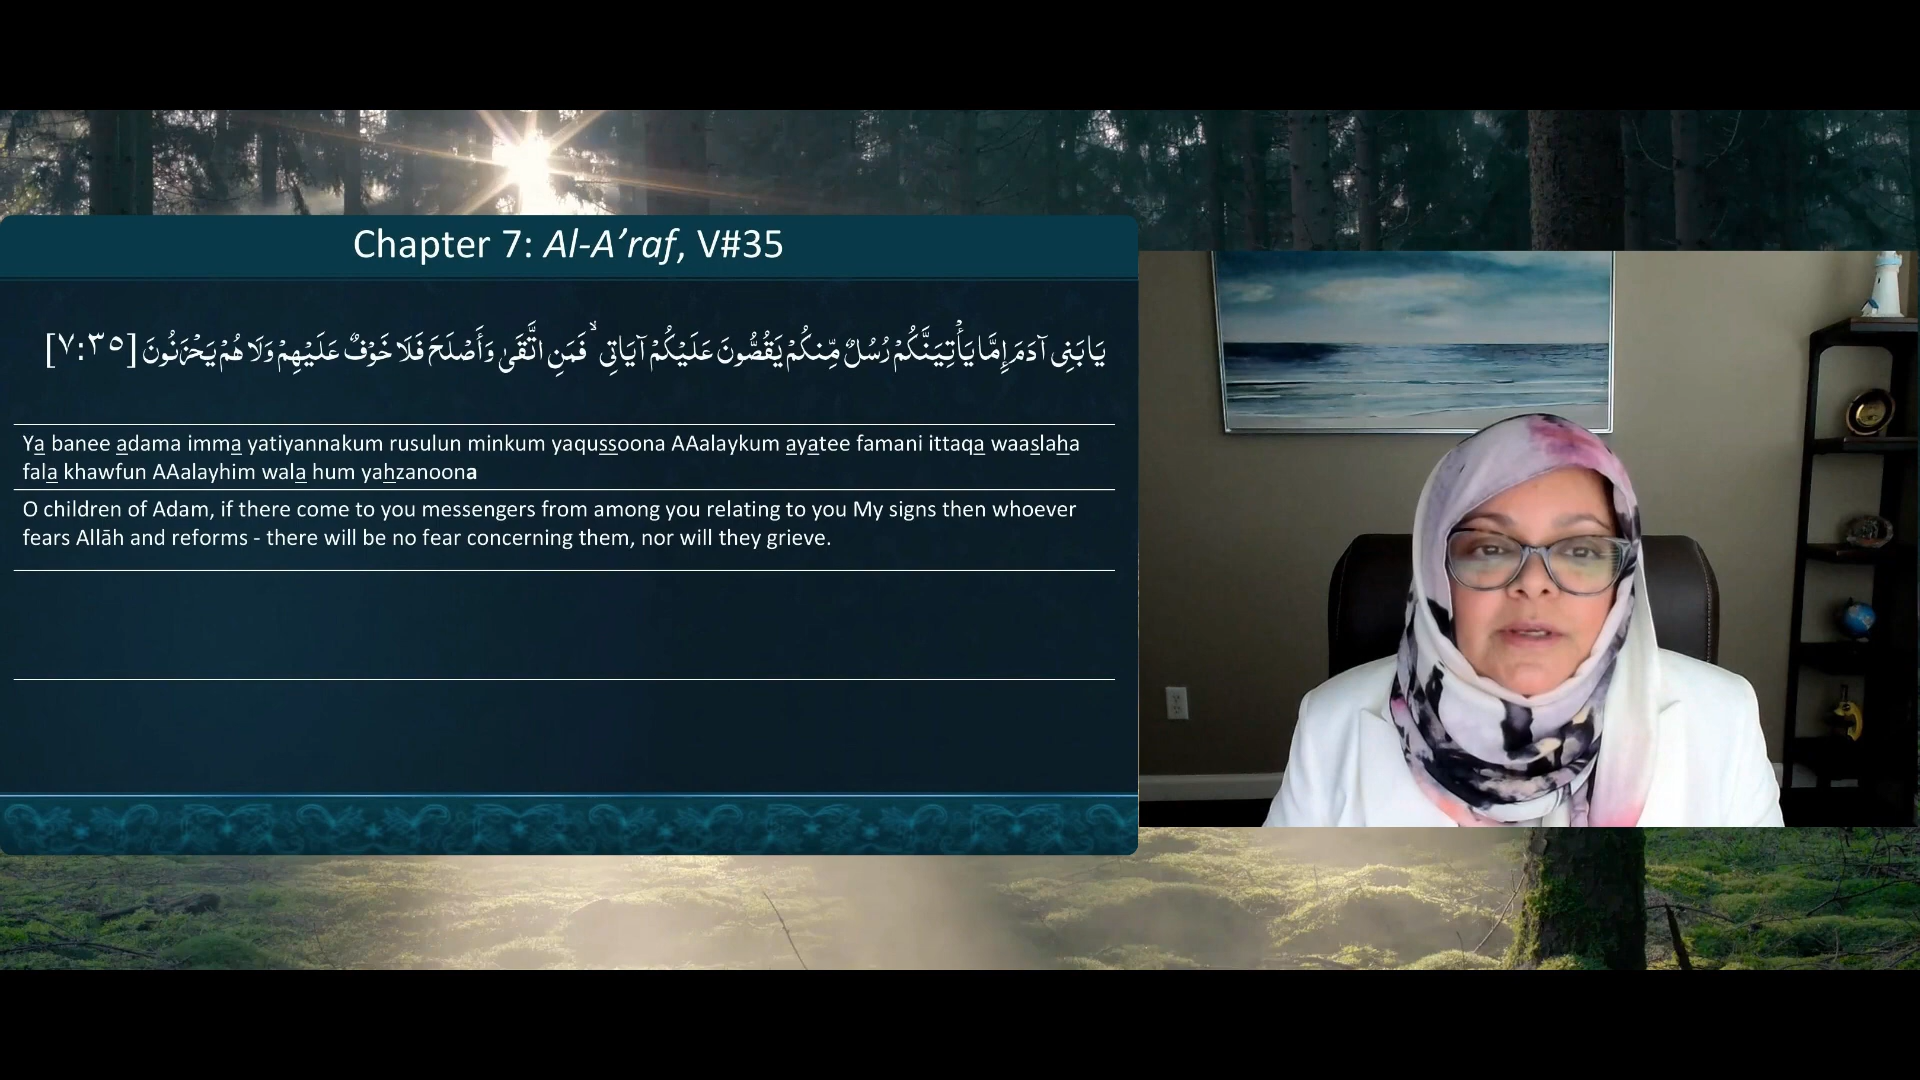 Chapter 7: Al-A’raf, V#35
يَا بَنِي آدَمَ إِمَّا يَأْتِيَنَّكُمْ رُسُلٌ مِّنكُمْ يَقُصُّونَ عَلَيْكُمْ آيَاتِي ۙ فَمَنِ اتَّقَىٰ وَأَصْلَحَ فَلَا خَوْفٌ عَلَيْهِمْ وَلَا هُمْ يَحْزَنُونَ [٧:٣٥]
Ya banee adama imma yatiyannakum rusulun minkum yaqussoona AAalaykum ayatee famani ittaqa waaslaha
fala khawfun AAalayhim wala hum yahzanoona
O children of Adam, if there come to you messengers from among you relating to you My signs then whoever
fears Allāh and reforms - there will be no fear concerning them, nor will they grieve.